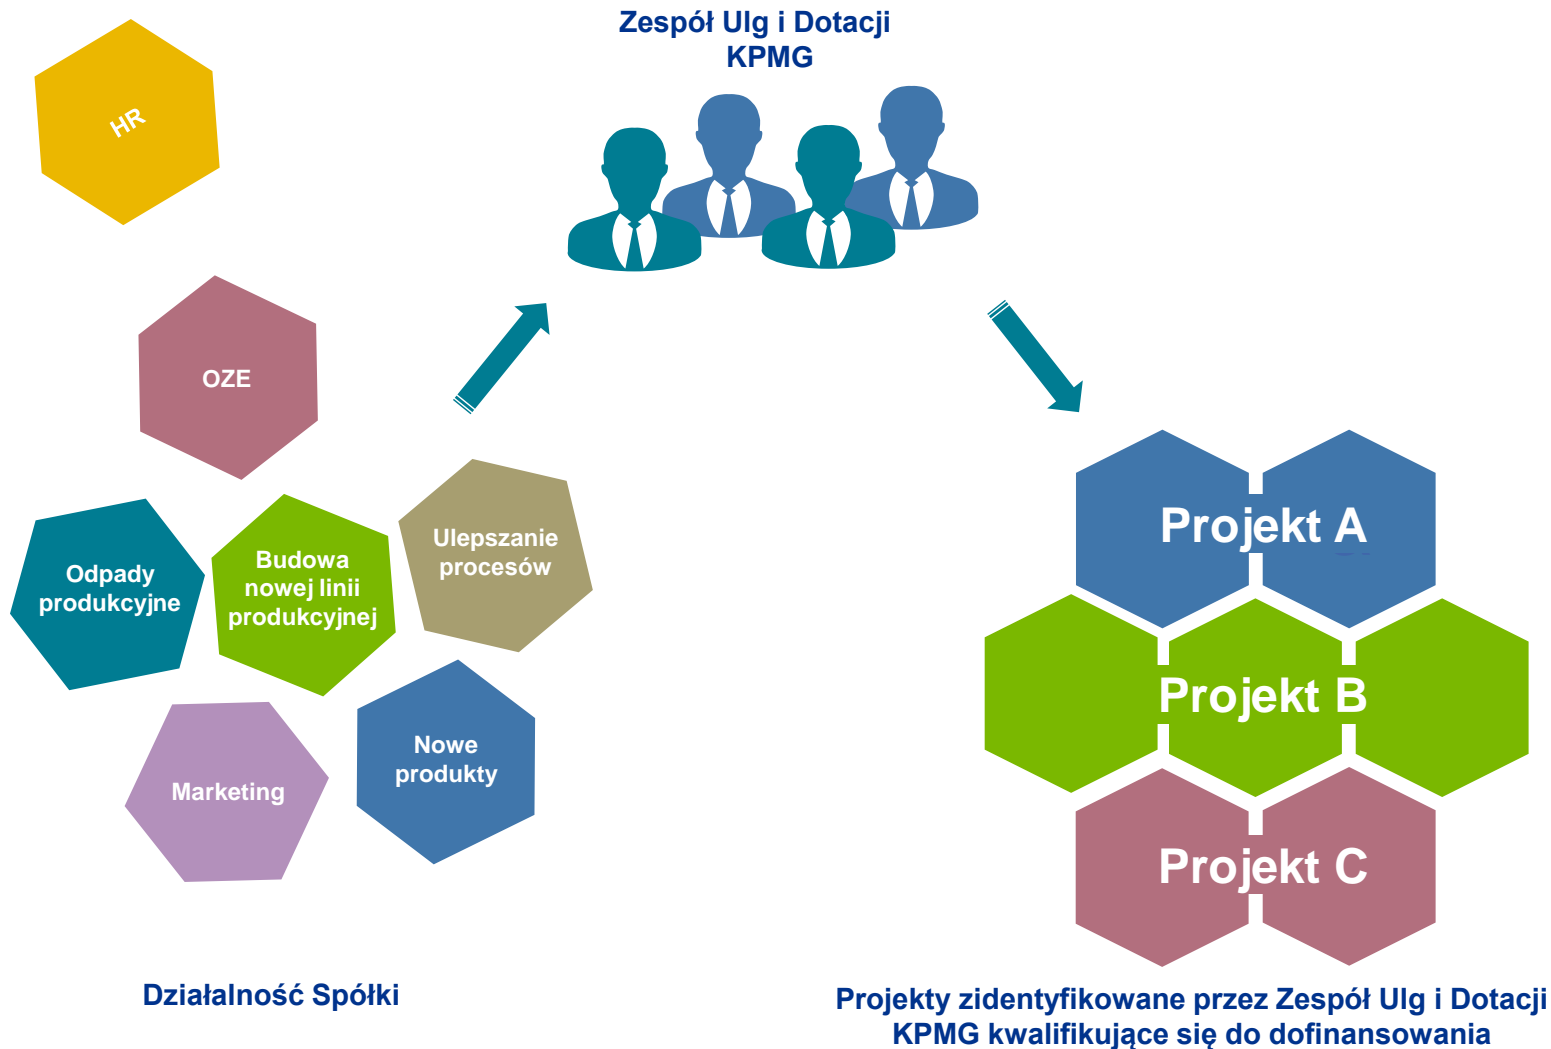 Zespół Ulg i Dotacji
KPMG
HR
OZE
Odpady
produkcyjne
Budowa
nowej linii
produkcyjnej
Ulepszanie
procesów
Marketing
Nowe
produkty
Działalność Spółki
Projekt A
Projekt B
Projekt C
Projekty zidentyfikowane przez Zespół Ulg i Dotacji
KPMG kwalifikujące się do dofinansowania